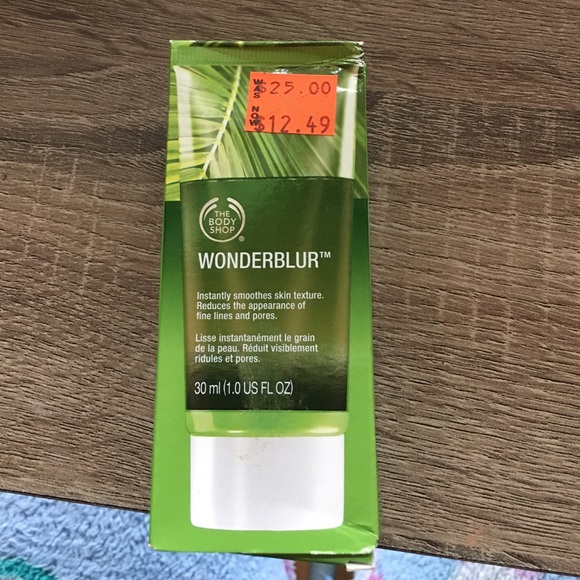 WAS $25.00
NOW $12.49
THE
BODY
SHOP®
WONDERBLUR™
Instantly smoothes skin texture.
Reduces the appearance of
fine lines and pores.
Lisse instantanément le grain
de la peau. Réduit visiblement
ridules et pores.
30 ml (1.0 US FL OZ)